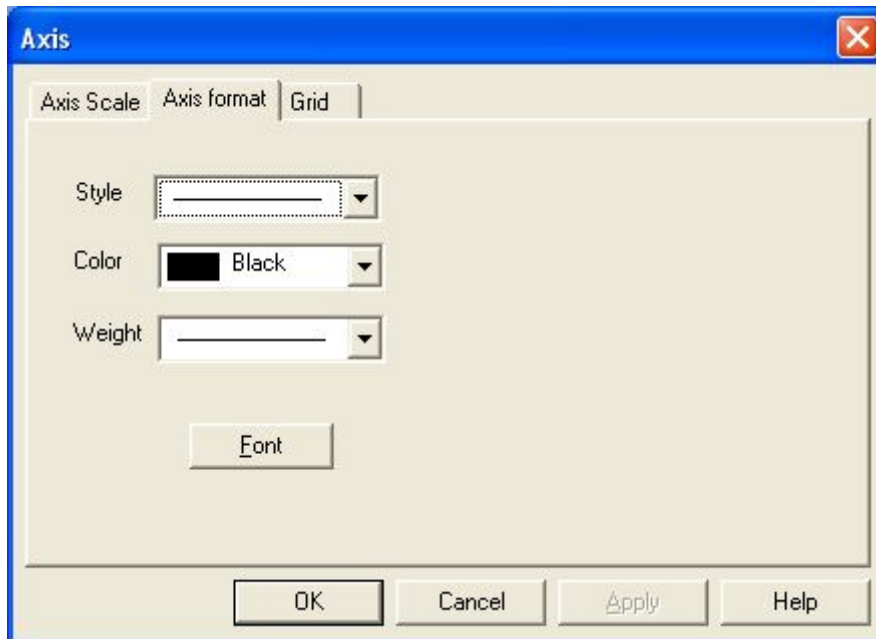 Axis
Axis Scale Axis format Grid
Style
Color Black
Weight
Font
OK Cancel Apply Help